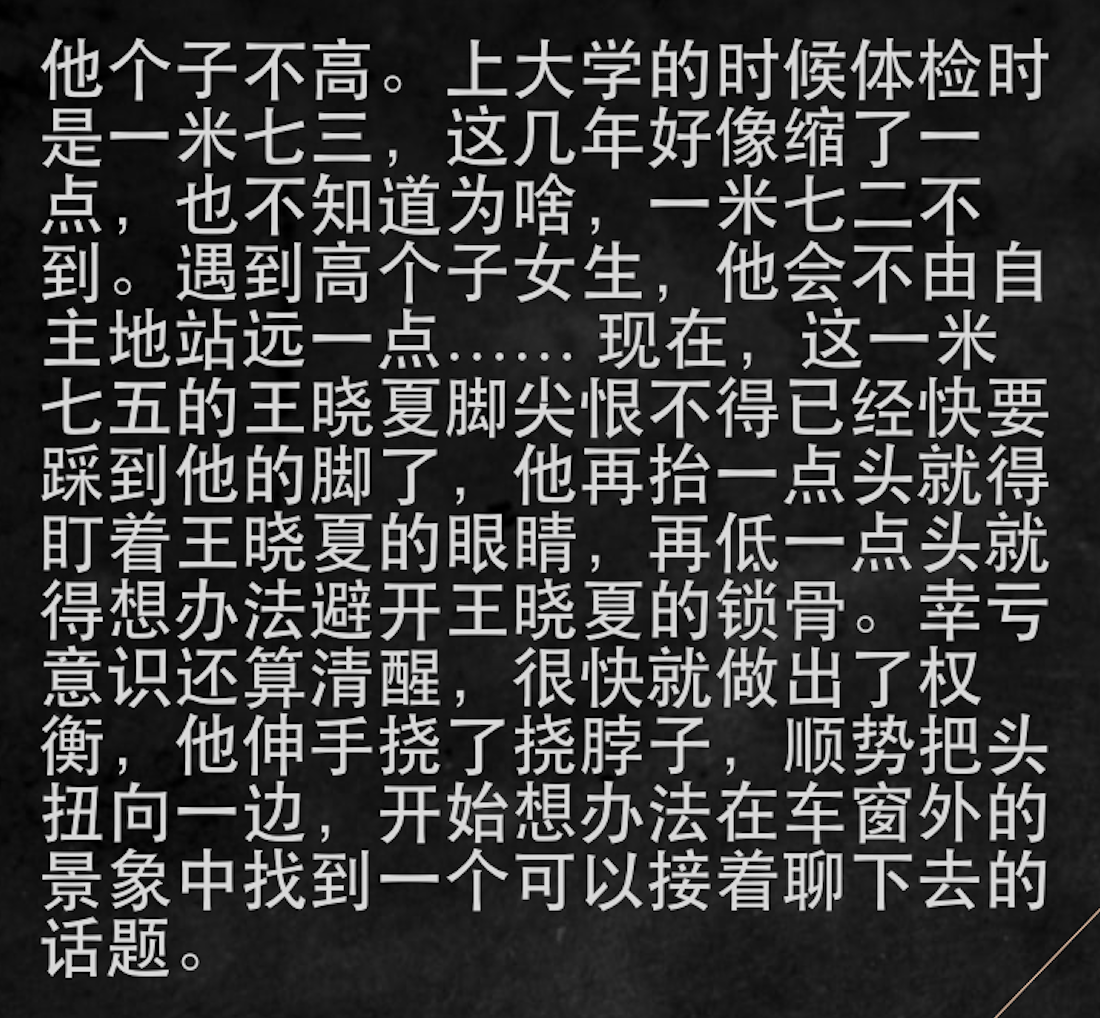 他个子不高。上大学的时候体检时
是一米七三，这几年好像缩了一
点，也不知道为啥，一米七二不
到。遇到高个子女生，他会不由自
主地站远一点……现在，这一米
七五的王晓夏脚尖恨不得已经快要
踩到他的脚了，他再抬一点头就得
盯着王晓夏的眼睛，再低一点头就
得想办法避开王晓夏的锁骨。幸亏
意识还算清醒，很快就做出了权
衡，他伸手挠了挠脖子，顺势把头
扭向一边，开始想办法在车窗外的
景象中找到一个可以接着聊下去的
话题。